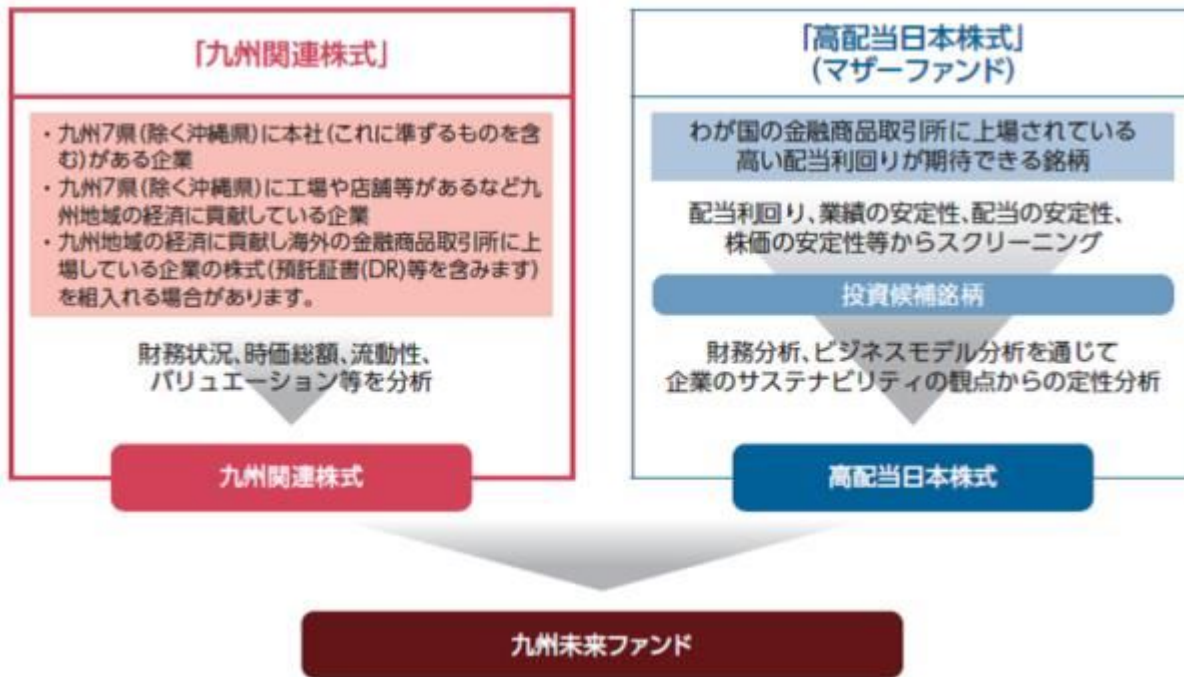 「九州関連株式」
・九州7県(除く沖縄県)に本社(これに準ずるものを含
む)がある企業
・九州7県(除く沖縄県)に工場や店舗等があるなど九
州地域の経済に貢献している企業
・九州地域の経済に貢献し海外の金融商品取引所に上
場している企業の株式(預託証書(DR)等を含みます)
を組入れる場合があります。
財務状況、時価総額、流動性、
バリュエーション等を分析
九州関連株式
「高配当日本株式」
(マザーファンド)
わが国の金融商品取引所に上場されている
高い配当利回りが期待できる銘柄
配当利回り、業績の安定性、配当の安定性、
株価の安定性等からスクリーニング
投資候補銘柄
財務分析、ビジネスモデル分析を通じて
企業のサステナビリティの観点からの定性分析
高配当日本株式
九州未来ファンド